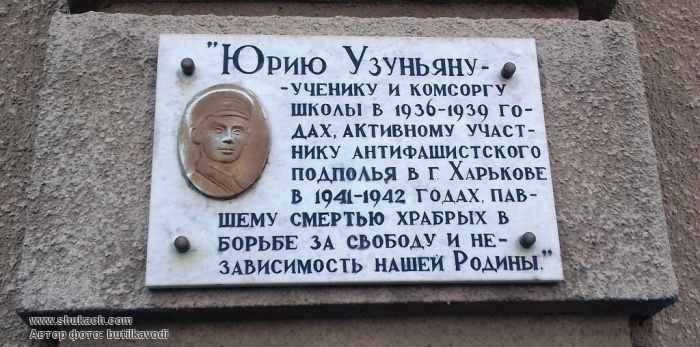 "Юрию Узуньяну-
-ученику и комсоргу
школы в 1936-1939 го-
дах, активному участ-
нику антифашистского
подполья в г. Харькове
в 1941-1942 годах, пав-
шему смертью храбрых в
борьбе за свободу и не-
зависимость нашей Родины."
www.shukach.com
Автор фото: butilkavodi